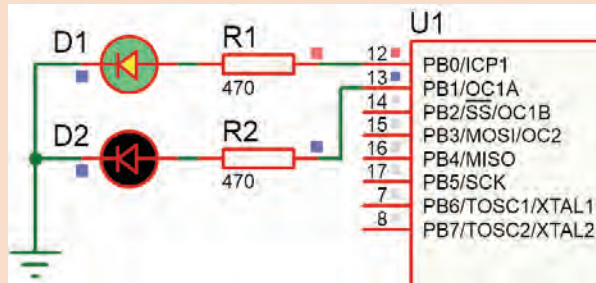 U1
D1
R1
470
12
PB0/ICP1
13
PB1/OC1A
14
PB2/SS/OC1B
D2
R2
470
15
PB3/MOSI/OC2
16
PB4/MISO
17
PB5/SCK
7
PB6/TOSC1/XTAL1
8
PB7/TOSC2/XTAL2